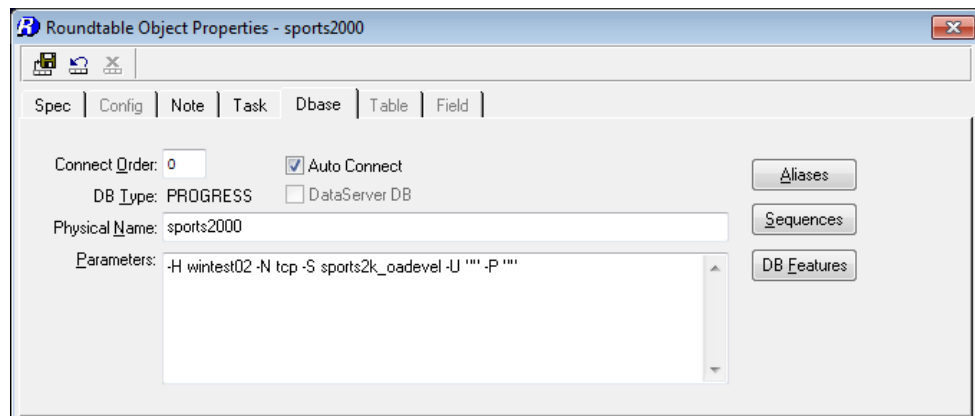 Roundtable Object Properties - sports2000
Spec Config Note Task Dbase Table Field
Connect Order: 0 Auto Connect Aliases
DB Type: PROGRESS DataServer DB
Physical Name: sports2000 Sequences
Parameters: -H wintest02 -N tcp -S sports2k_oadevel -U '""' -P '""' DB Features